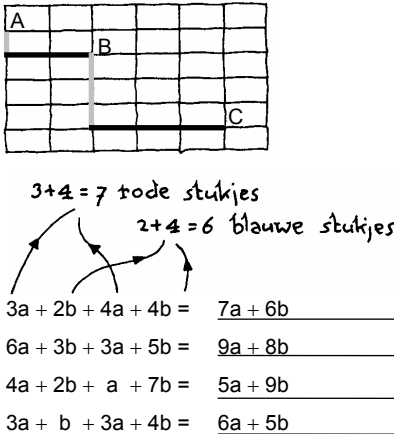 A
B
C
3+4 = 7 rode stukjes
2+4 = 6 blauwe stukjes
3a + 2b + 4a + 4b = 7a + 6b
6a + 3b + 3a + 5b = 9a + 8b
4a + 2b + a + 7b = 5a + 9b
3a + b + 3a + 4b = 6a + 5b